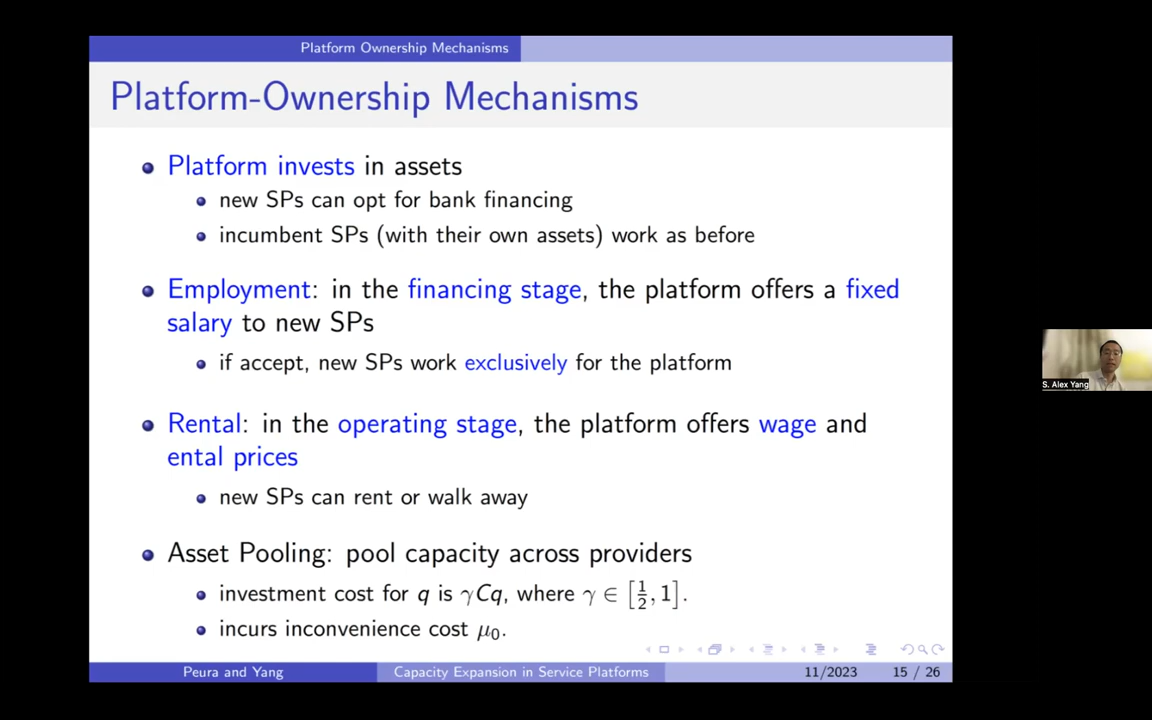 Platform Ownership Mechanisms
Platform-Ownership Mechanisms
Platform invests in assets
new SPs can opt for bank financing
incumbent SPs (with their own assets) work as before
Employment: in the financing stage, the platform offers a fixed
salary to new SPs
if accept, new SPs work exclusively for the platform
Rental: in the operating stage, the platform offers wage and
ental prices
new SPs can rent or walk away
Asset Pooling: pool capacity across providers
investment cost for q is γCq, where γ ∈ [1/2, 1].
incurs inconvenience cost μ₀.
Peura and Yang Capacity Expansion in Service Platforms 11/2023 15 / 26
S. Alex Yang